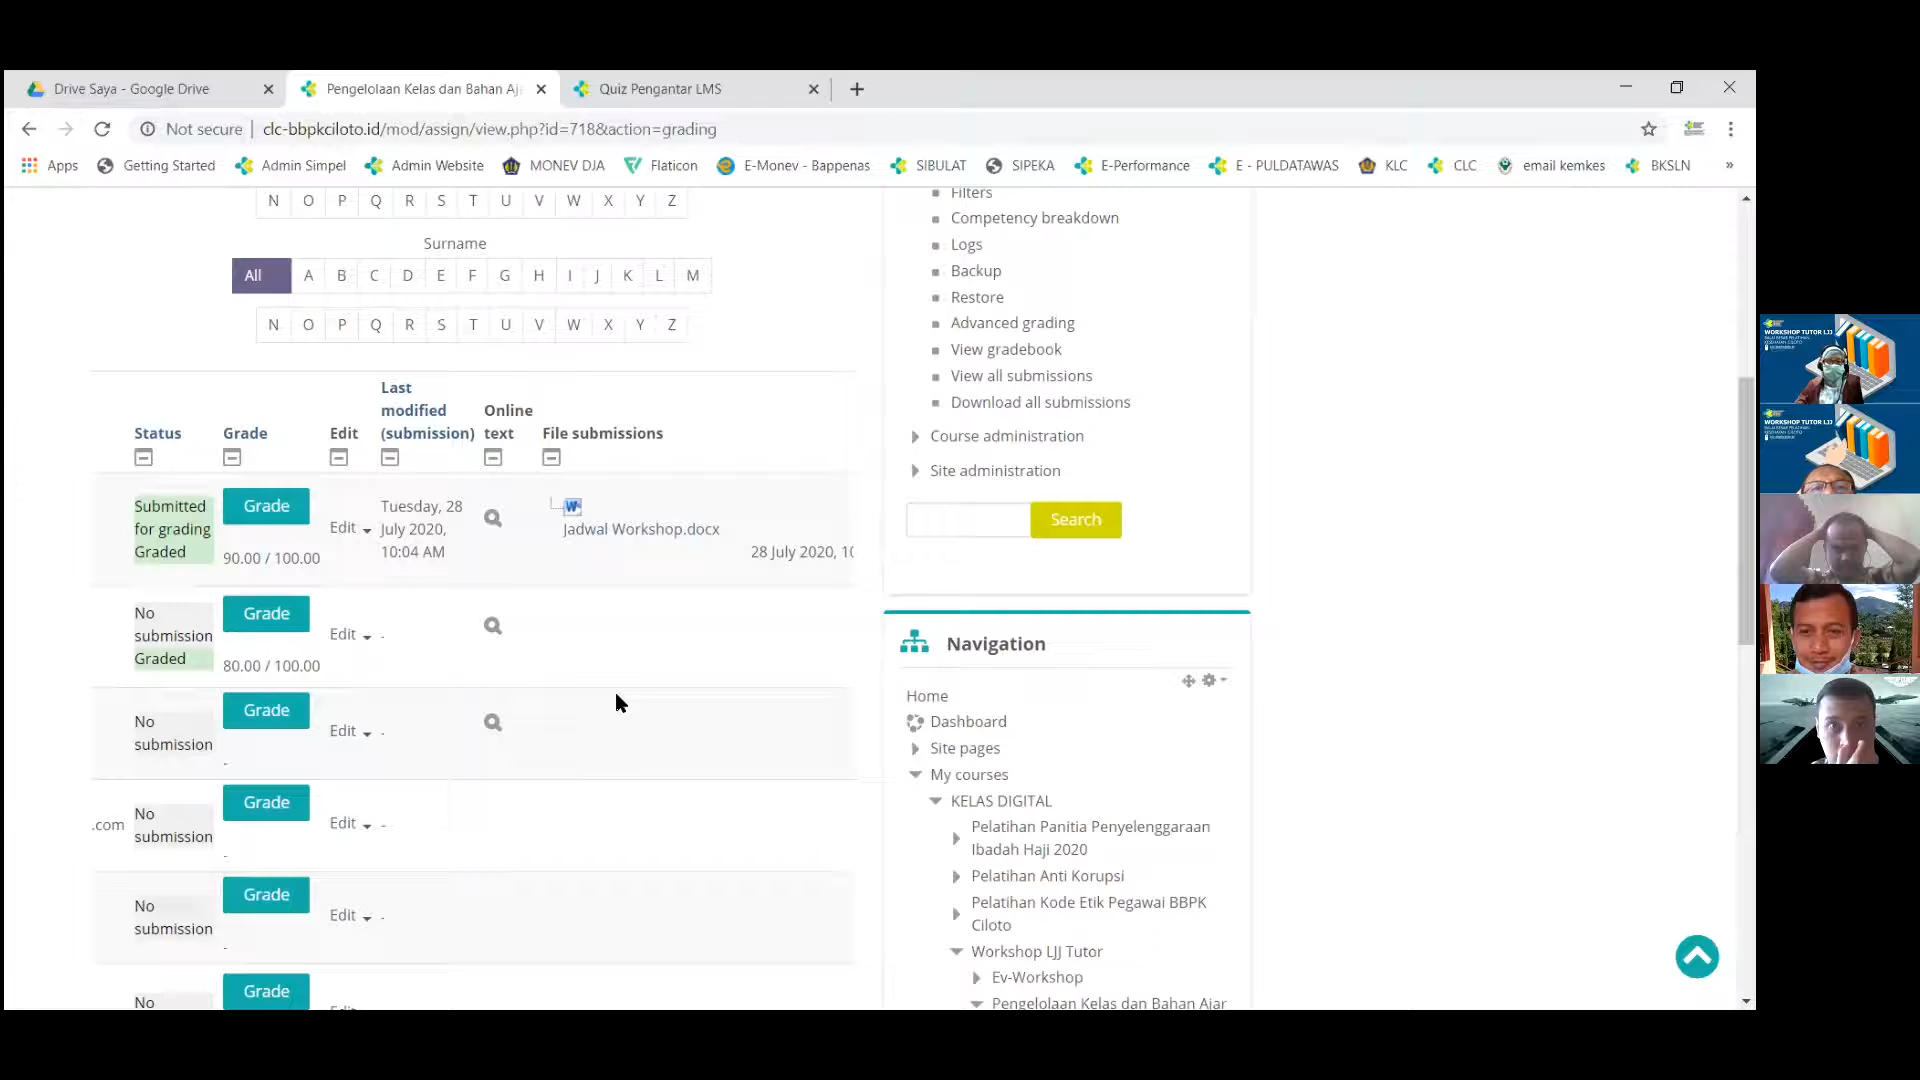 Drive Saya - Google Drive
Pengelolaan Kelas dan Bahan Aj
Quiz Pengantar LMS
Not secure
clc-bbpkciloto.id/mod/assign/view.php?id=718&action=grading
Apps
Getting Started
Admin Simpel
Admin Website
MONEV DJA
Flaticon
E-Monev - Bappenas
SIBULAT
SIPEKA
E-Performance
E - PULDATAWAS
KLC
CLC
email kemkes
BKSLN
»
N O P Q R S T U V W X Y Z
Surname
All A B C D E F G H I J K L M
N O P Q R S T U V W X Y Z
Status
Grade
Edit
Last
modified
(submission)
Online
text
File submissions
Submitted
for grading
Graded
Grade
90.00 / 100.00
Edit
Tuesday, 28
July 2020,
10:04 AM
Jadwal Workshop.docx
28 July 2020, 10
No
submission
Graded
Grade
80.00 / 100.00
Edit
-
No
submission
Grade
-
Edit
-
.com
No
submission
Grade
-
Edit
-
No
submission
Grade
-
Edit
-
No
Grade
Filters
Competency breakdown
Logs
Backup
Restore
Advanced grading
View gradebook
View all submissions
Download all submissions
Course administration
Site administration
Search
Navigation
Home
Dashboard
Site pages
My courses
KELAS DIGITAL
Pelatihan Panitia Penyelenggaraan
Ibadah Haji 2020
Pelatihan Anti Korupsi
Pelatihan Kode Etik Pegawai BBPK
Ciloto
Workshop LJJ Tutor
Ev-Workshop
Pengelolaan Kelas dan Bahan Ajar
WORKSHOP TUTOR LJJ
WORKSHOP TUTOR LJJ